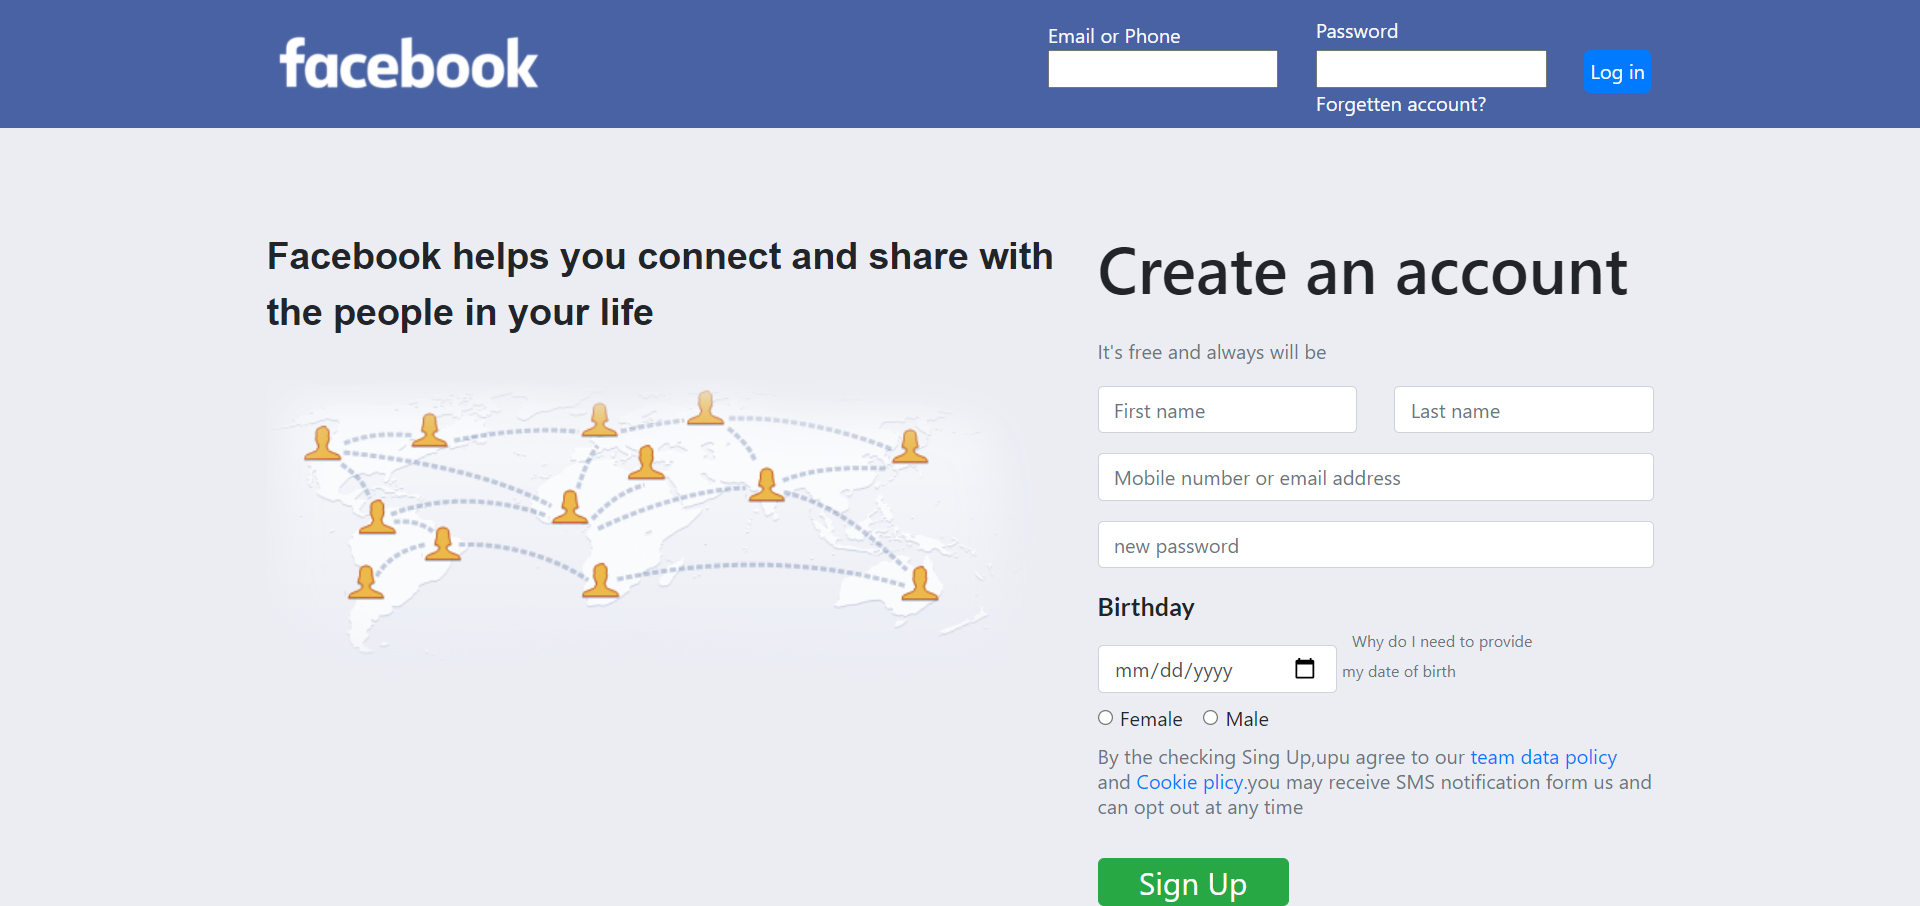 facebook
Email or Phone
Password
Log in
Forgetten account?
Facebook helps you connect and share with
the people in your life
Create an account
It's free and always will be
First name
Last name
Mobile number or email address
new password
Birthday
mm/dd/yyyy
Why do I need to provide
my date of birth
Female
Male
By the checking Sing Up,upu agree to our team data policy
and Cookie plicy.you may receive SMS notification form us and
can opt out at any time
Sign Up